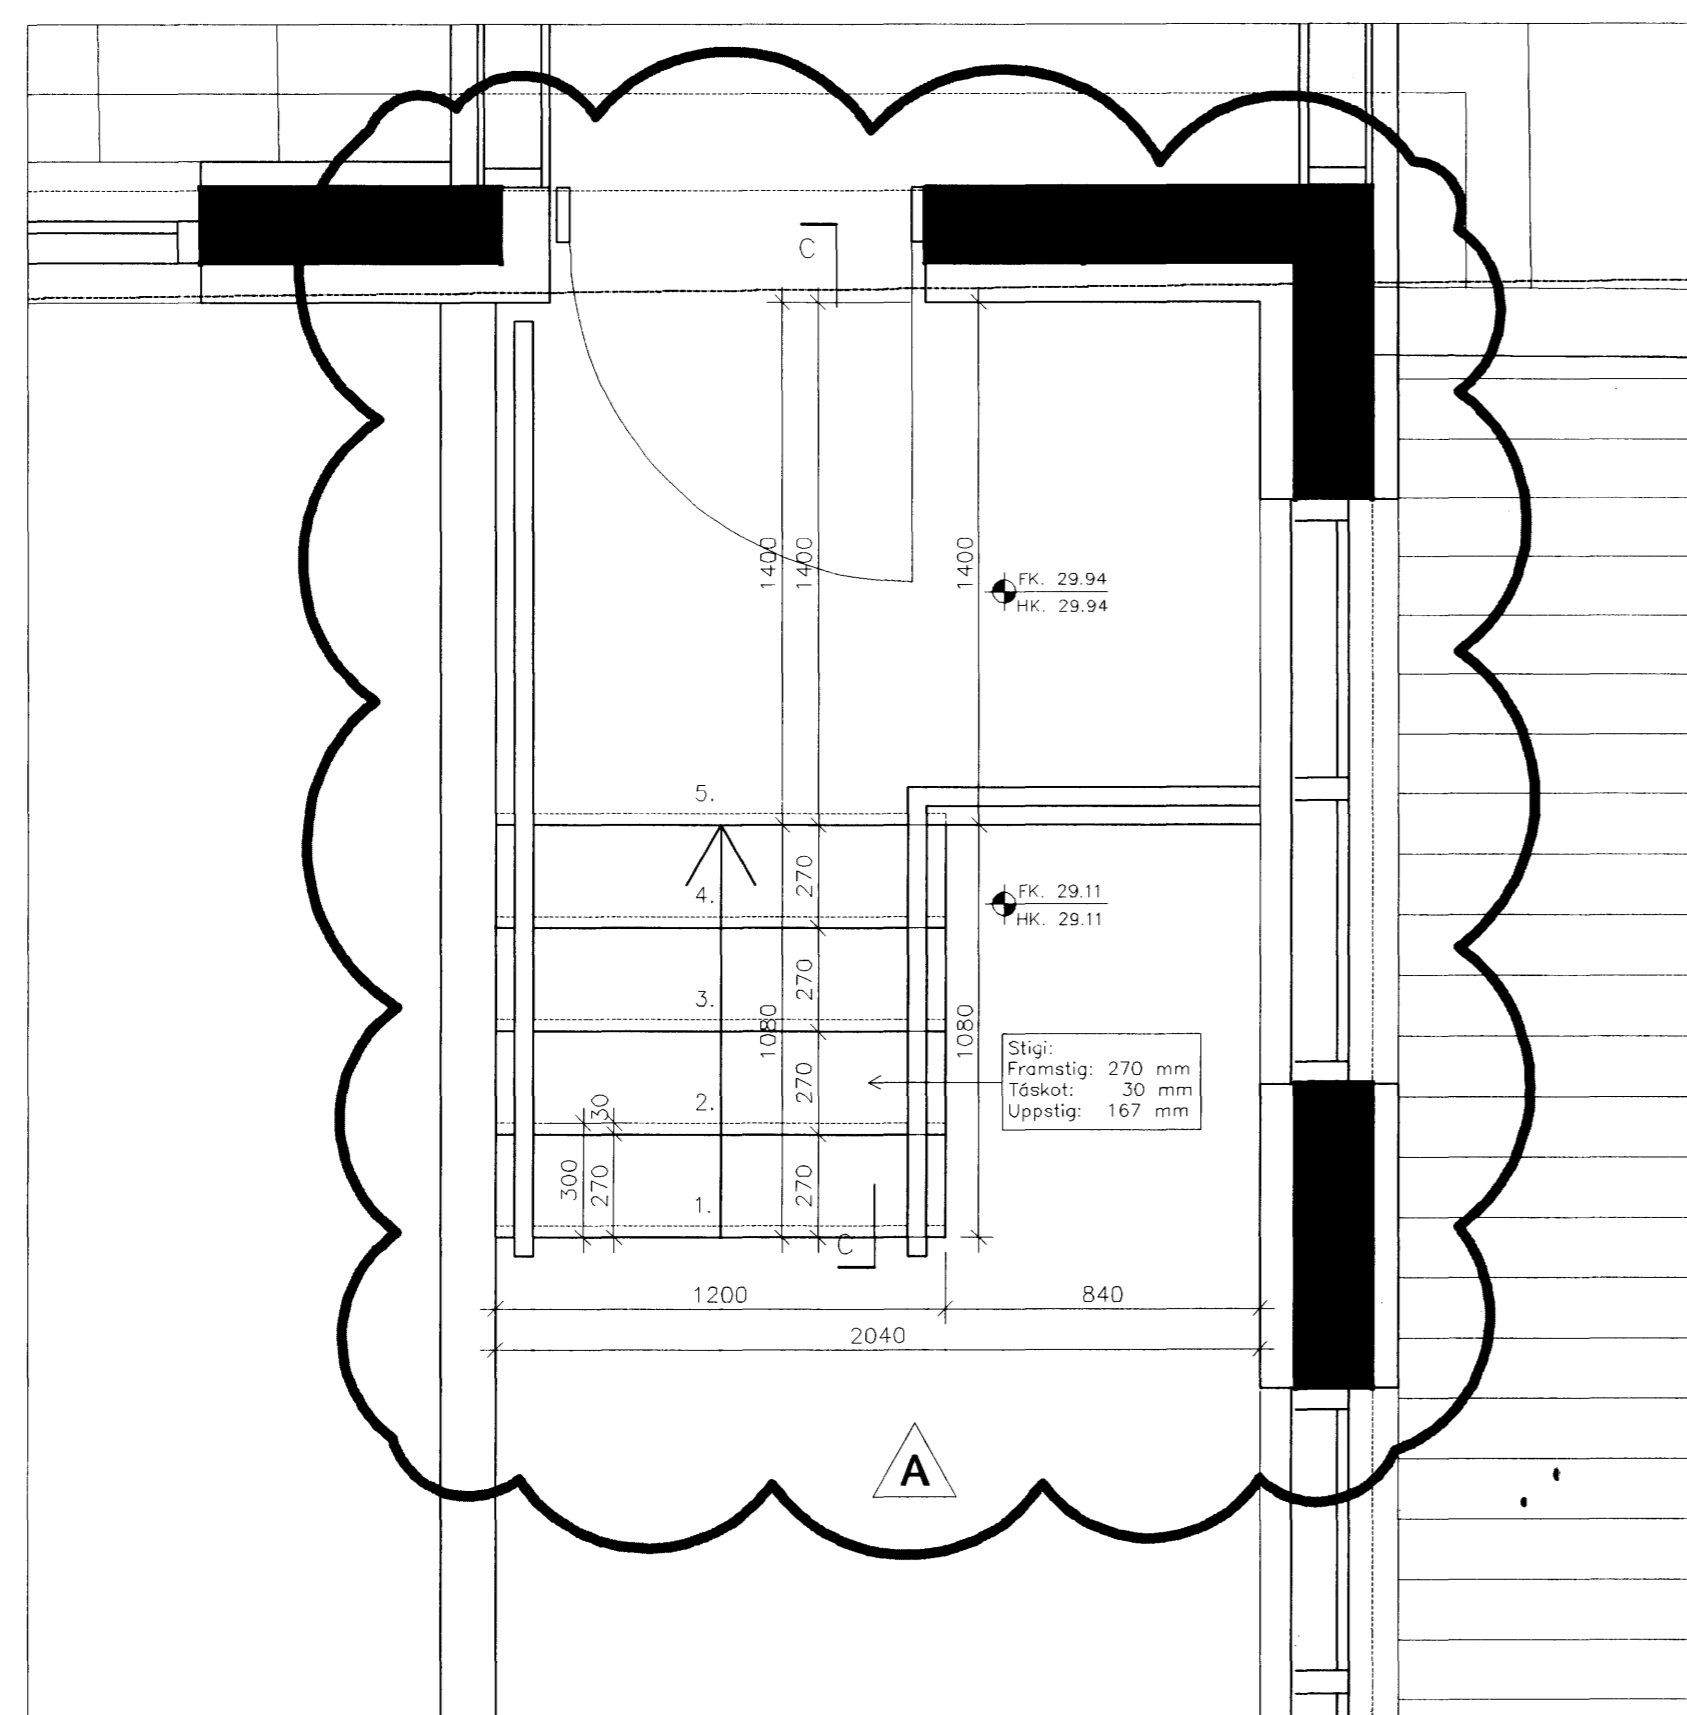 C
1400
1400
1400
FK. 29.94
HK. 29.94
5.
270
4.
FK. 29.11
HK. 29.11
270
3.
1080
1080
Stigi:
Framstig: 270 mm
Táskot: 30 mm
Uppstig: 167 mm
270
2.
30
300
270
1.
270
C
1200
840
2040
A